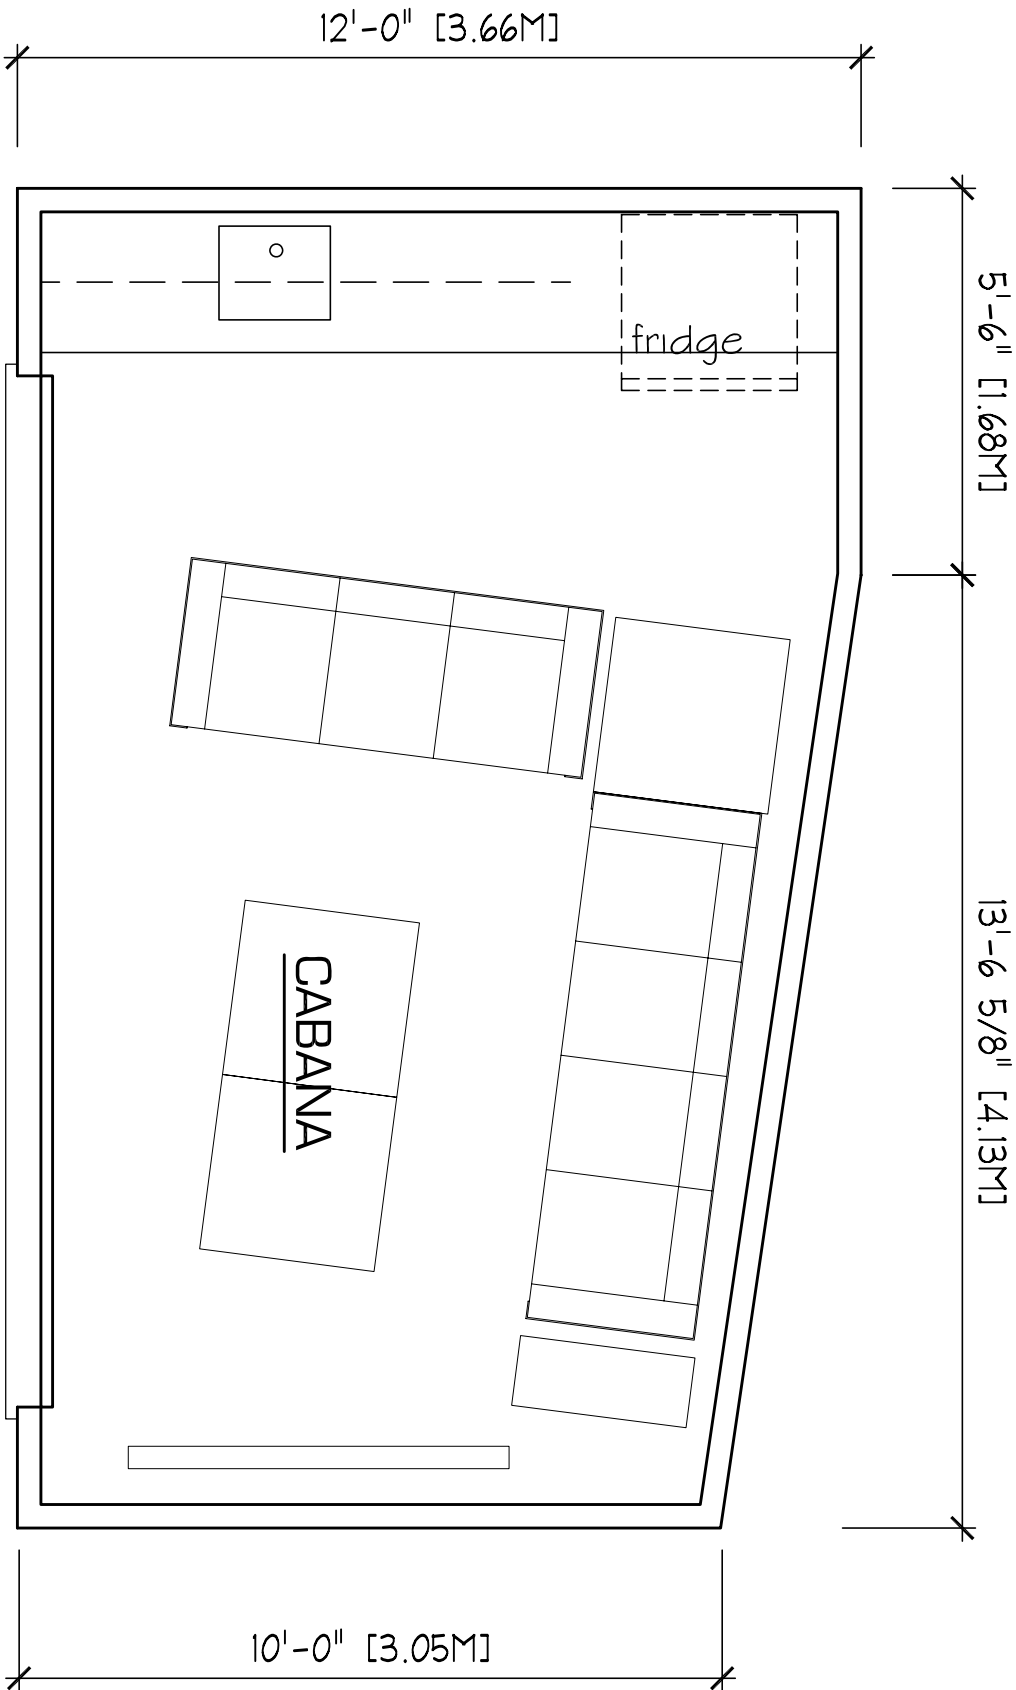 12'-0" [3.66M]
5'-6" [1.68M]
fridge
13'-6 5/8" [4.13M]
CABANA
10'-0" [3.05M]